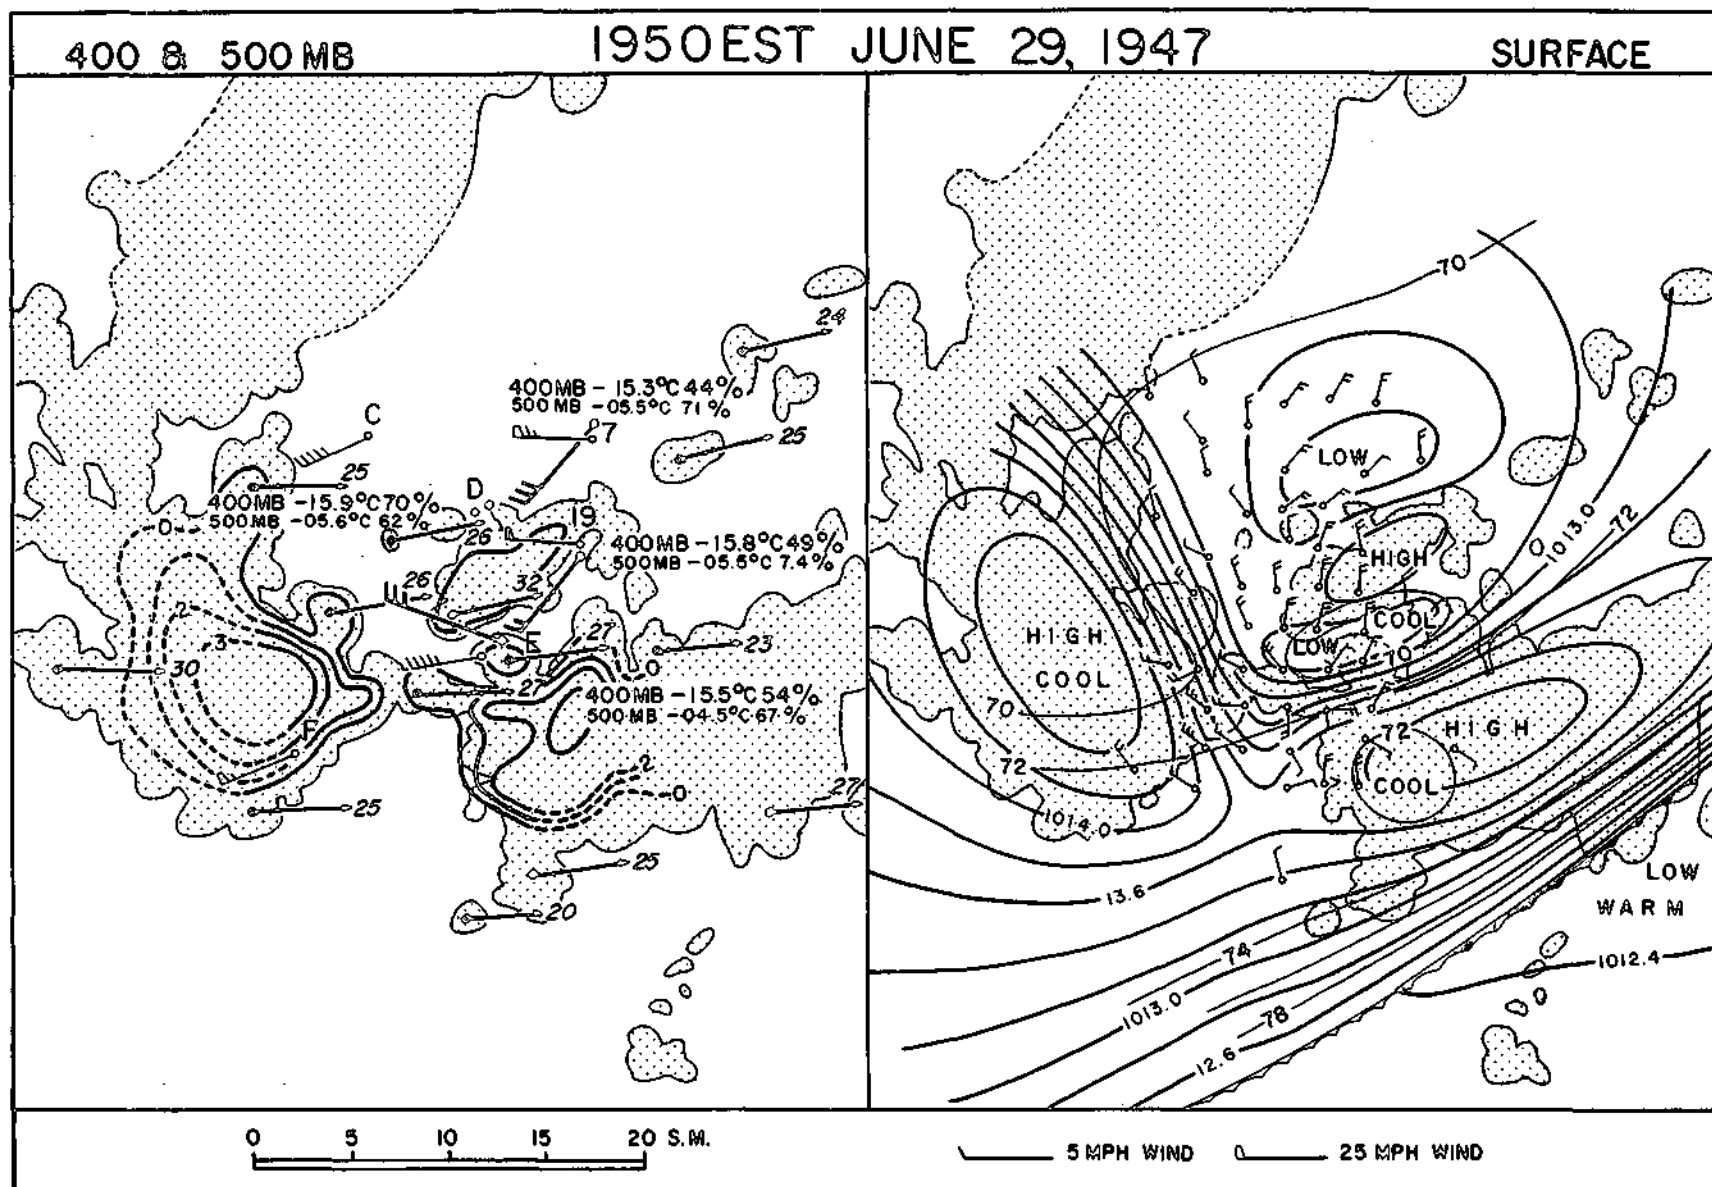 400 & 500 MB
1950 EST JUNE 29, 1947
SURFACE
24
400MB -15.3°C 44%
500 MB -05.5°C 71%
C
7
25
25
400MB -15.9°C 70%
500MB -05.6°C 62%
D
0
26
19
400MB -15.8°C 49%
500MB -05.5°C 74%
26
32
2
3
E
27
23
0
30
27
400MB -15.5°C 54%
500 MB -04.5°C 67%
F
2
0
25
27
25
20
70
LOW
1013.0
72
HIGH
COOL
HIGH
COOL
LOW
70
70
72
HIGH
72
COOL
1014.0
13.6
LOW
WARM
74
1012.4
1013.0
78
12.6
0 5 10 15 20 S.M.
5 MPH WIND
25 MPH WIND